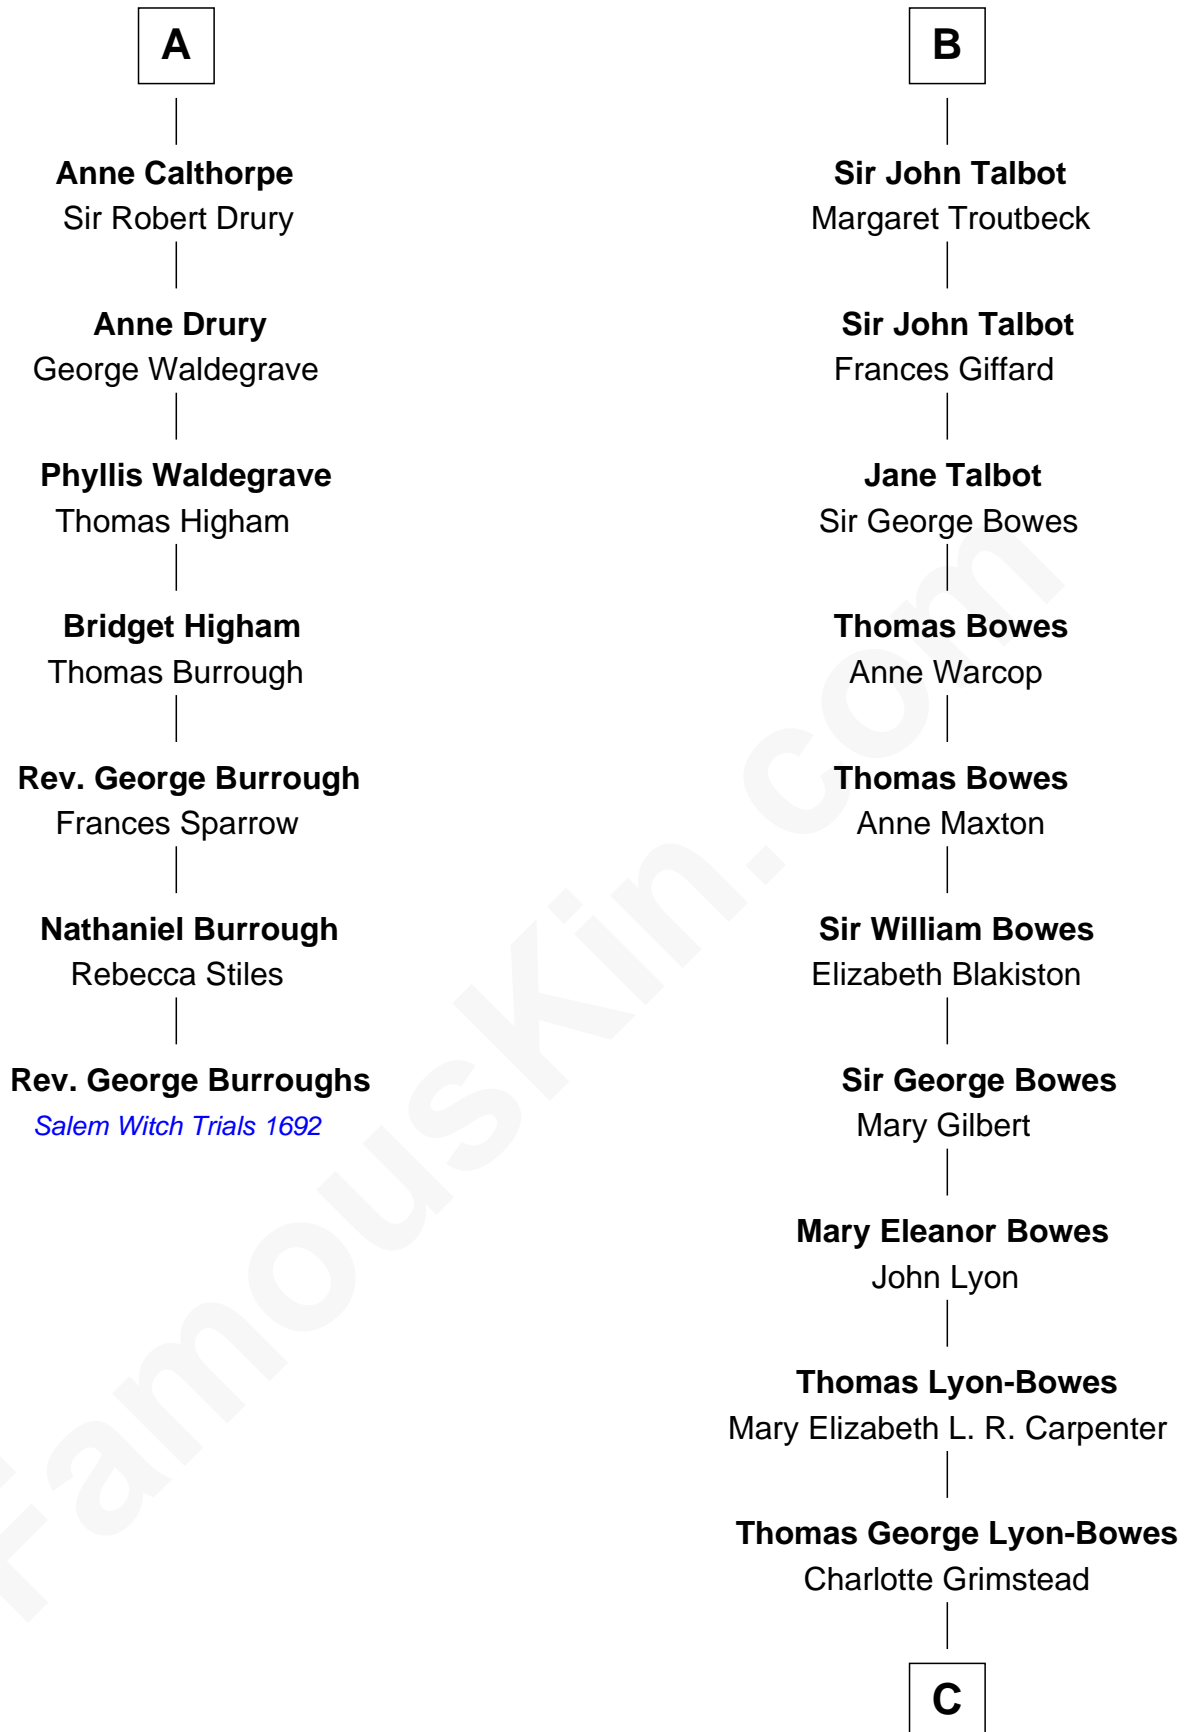 A
Anne Calthorpe
Sir Robert Drury
Anne Drury
George Waldegrave
Phyllis Waldegrave
Thomas Higham
Bridget Higham
Thomas Burrough
Rev. George Burrough
Frances Sparrow
Nathaniel Burrough
Rebecca Stiles
Rev. George Burroughs
Salem Witch Trials 1692
B
Sir John Talbot
Margaret Troutbeck
Sir John Talbot
Frances Giffard
Jane Talbot
Sir George Bowes
Thomas Bowes
Anne Warcop
Thomas Bowes
Anne Maxton
Sir William Bowes
Elizabeth Blakiston
Sir George Bowes
Mary Gilbert
Mary Eleanor Bowes
John Lyon
Thomas Lyon-Bowes
Mary Elizabeth L. R. Carpenter
Thomas George Lyon-Bowes
Charlotte Grimstead
C
FamousKin.com